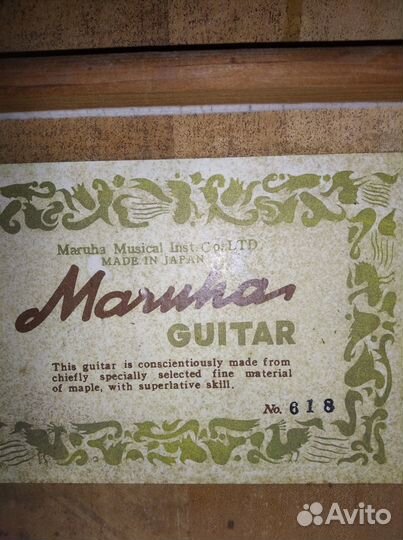 Maruha Musical Inst. Co. LTD.
MADE IN JAPAN
Maruha
GUITAR
This guitar is conscientiously made from
chiefly specially selected fine material
of maple, with superlative skill.
No. 618
Avito